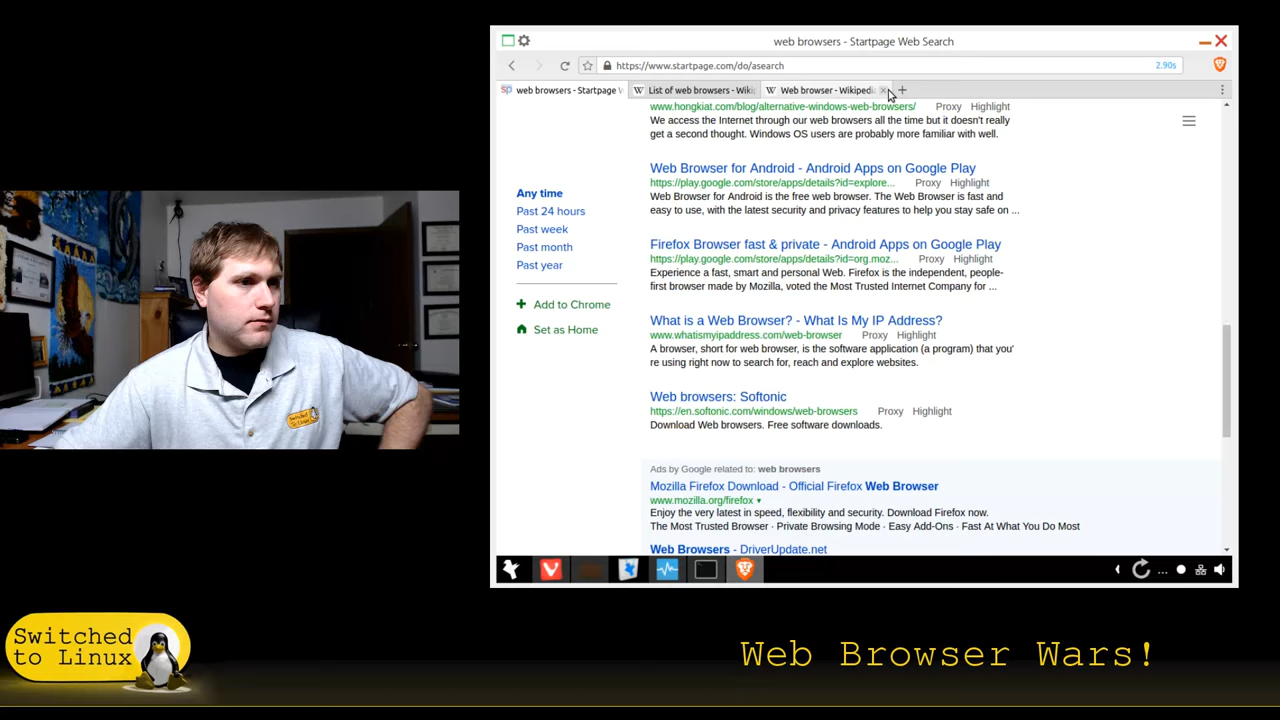 web browsers - Startpage Web Search
https://www.startpage.com/do/asearch
2.90s
web browsers - Startpage W
List of web browsers - Wiki
Web browser - Wikipedia
www.hongkiat.com/blog/alternative-windows-web-browsers/ Proxy Highlight
We access the Internet through our web browsers all the time but it doesn't really
get a second thought. Windows OS users are probably more familiar with well.
Web Browser for Android - Android Apps on Google Play
https://play.google.com/store/apps/details?id=explore... Proxy Highlight
Web Browser for Android is the free web browser. The Web Browser is fast and
easy to use, with the latest security and privacy features to help you stay safe on ...
Firefox Browser fast & private - Android Apps on Google Play
https://play.google.com/store/apps/details?id=org.moz... Proxy Highlight
Experience a fast, smart and personal Web. Firefox is the independent, people-
first browser made by Mozilla, voted the Most Trusted Internet Company for ...
What is a Web Browser? - What Is My IP Address?
www.whatismyipaddress.com/web-browser Proxy Highlight
A browser, short for web browser, is the software application (a program) that you'
re using right now to search for, reach and explore websites.
Web browsers: Softonic
https://en.softonic.com/windows/web-browsers Proxy Highlight
Download Web browsers. Free software downloads.
Ads by Google related to: web browsers
Mozilla Firefox Download - Official Firefox Web Browser
www.mozilla.org/firefox
Enjoy the very latest in speed, flexibility and security. Download Firefox now.
The Most Trusted Browser · Private Browsing Mode · Easy Add-Ons · Fast At What You Do Most
Web Browsers - DriverUpdate.net
Any time
Past 24 hours
Past week
Past month
Past year
Add to Chrome
Set as Home
Switched
to Linux
Switched
to Linux
Web Browser Wars!